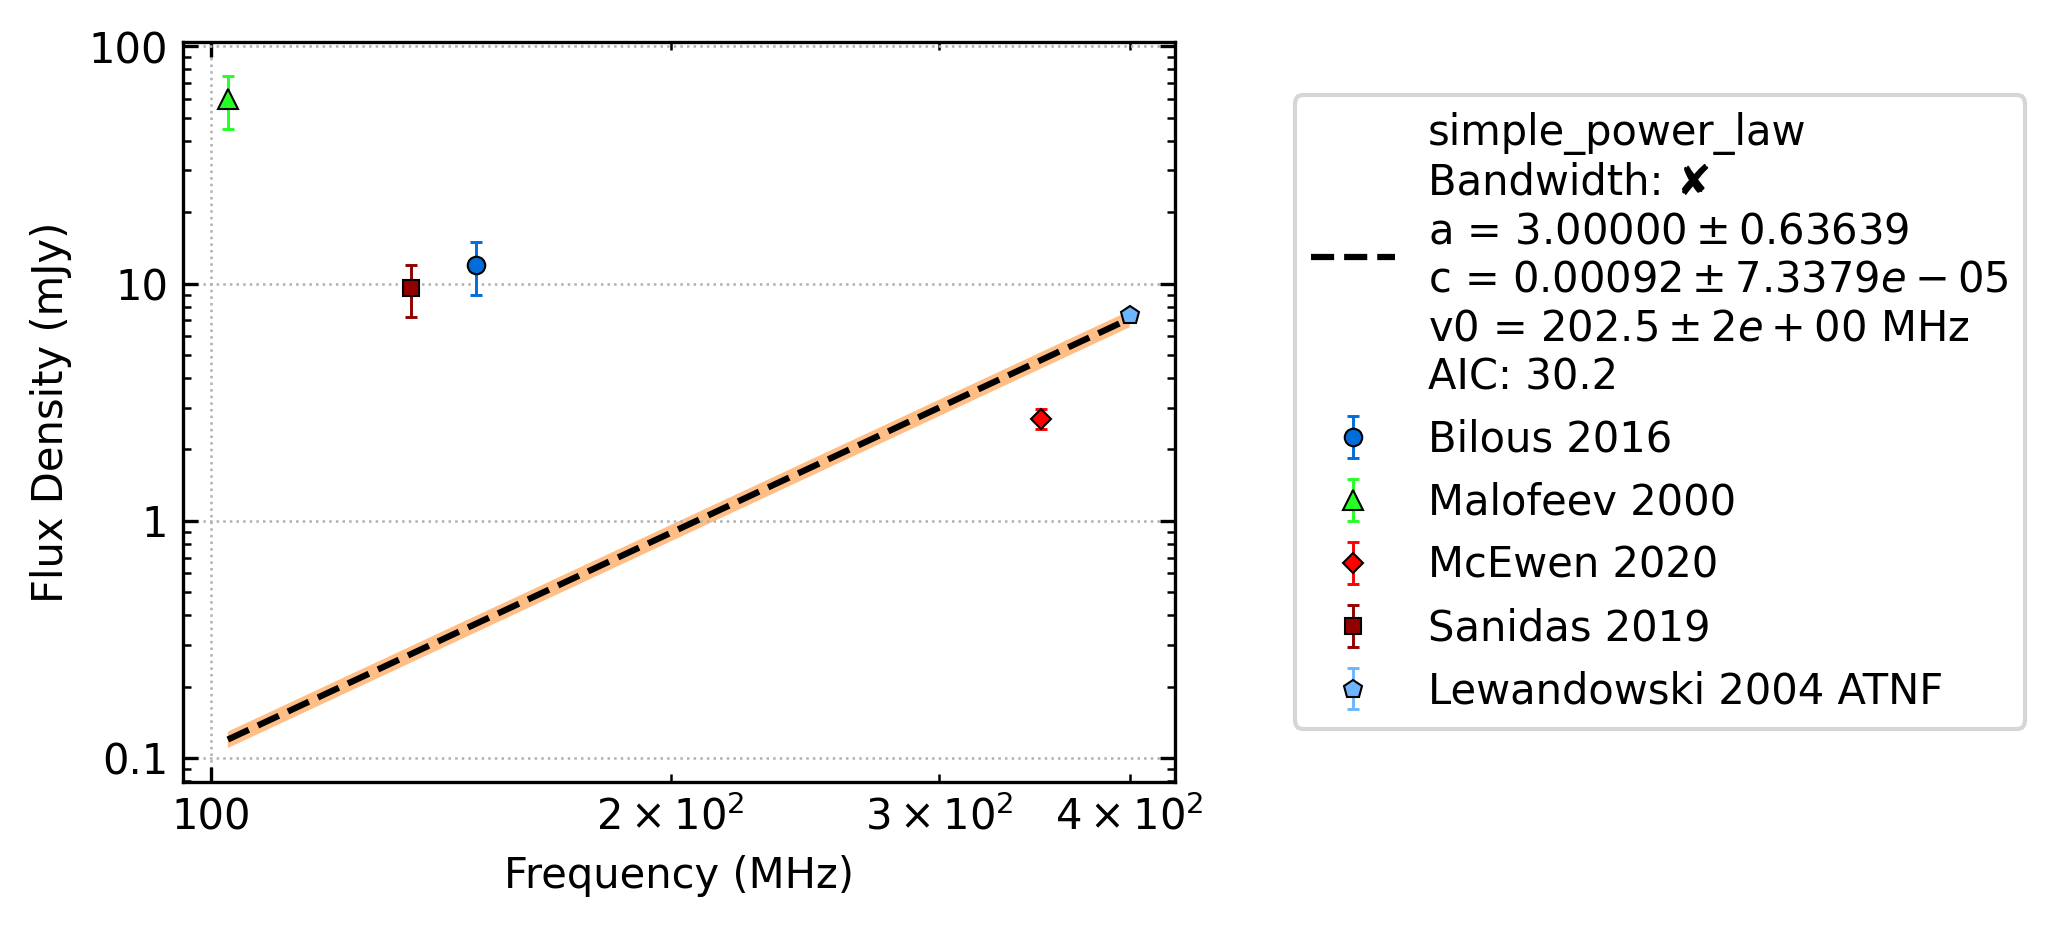 100
10
1
0.1
Flux Density (mJy)
100
2 × 10²
3 × 10²
4 × 10²
Frequency (MHz)
simple_power_law
Bandwidth: ✘
a = 3.00000 ± 0.63639
c = 0.00092 ± 7.3379e − 05
v0 = 202.5 ± 2e + 00 MHz
AIC: 30.2
Bilous 2016
Malofeev 2000
McEwen 2020
Sanidas 2019
Lewandowski 2004 ATNF